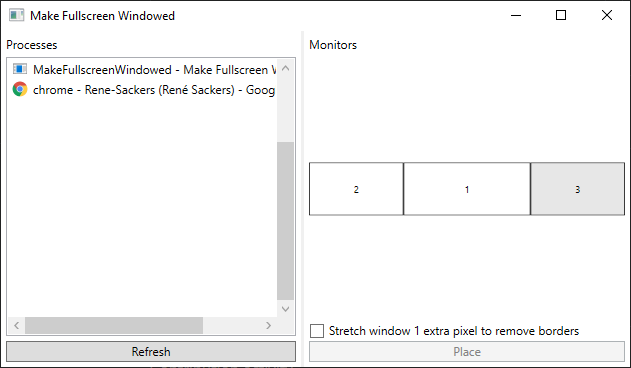 Make Fullscreen Windowed
Processes
Monitors
MakeFullscreenWindowed - Make Fullscreen
chrome - Rene-Sackers (René Sackers) - Goog
2
1
3
Stretch window 1 extra pixel to remove borders
Refresh
Place